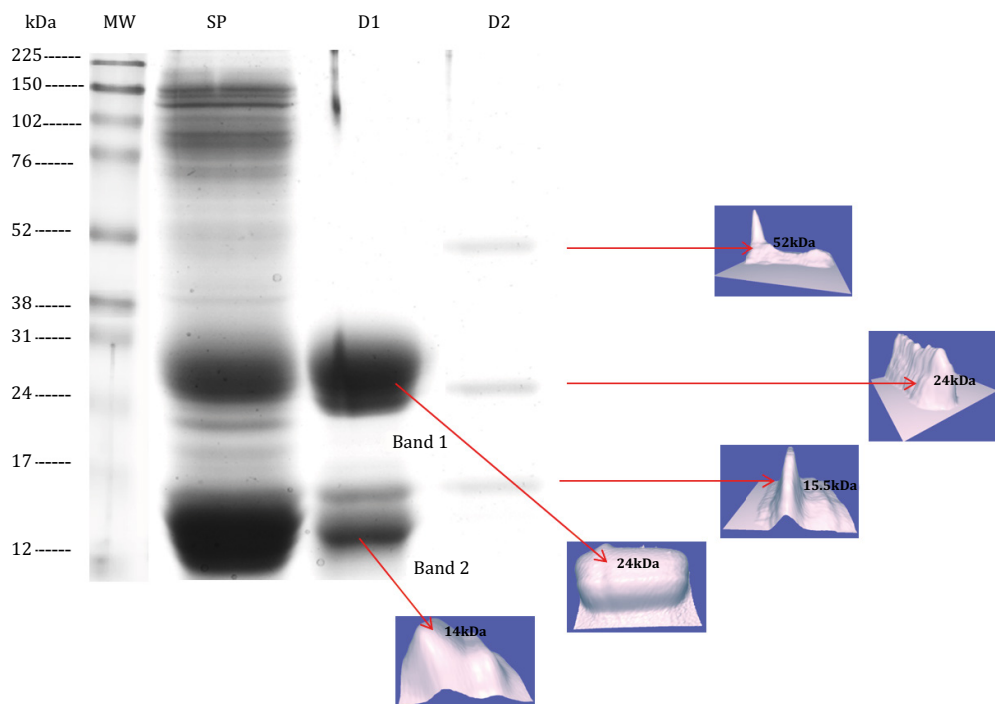 kDa MW SP D1 D2
225------
150------
102------
76 ------
52 ------
38 ------
31 ------
24 ------
17 ------
12 ------
Band 1
Band 2
52kDa
24kDa
15.5kDa
24kDa
14kDa